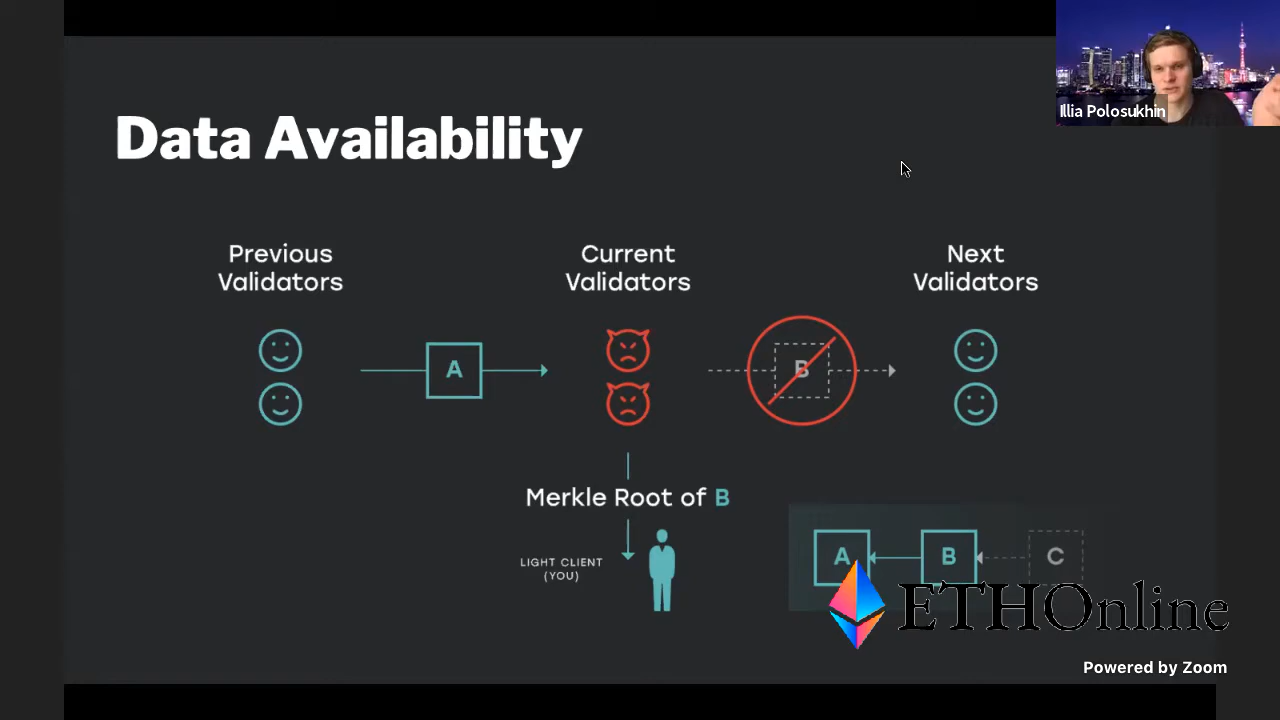 Illia Polosukhin
Data Availability
Previous
Validators
Current
Validators
Next
Validators
A
B
Merkle Root of B
LIGHT CLIENT
(YOU)
A
B
C
ETHOnline
Powered by Zoom